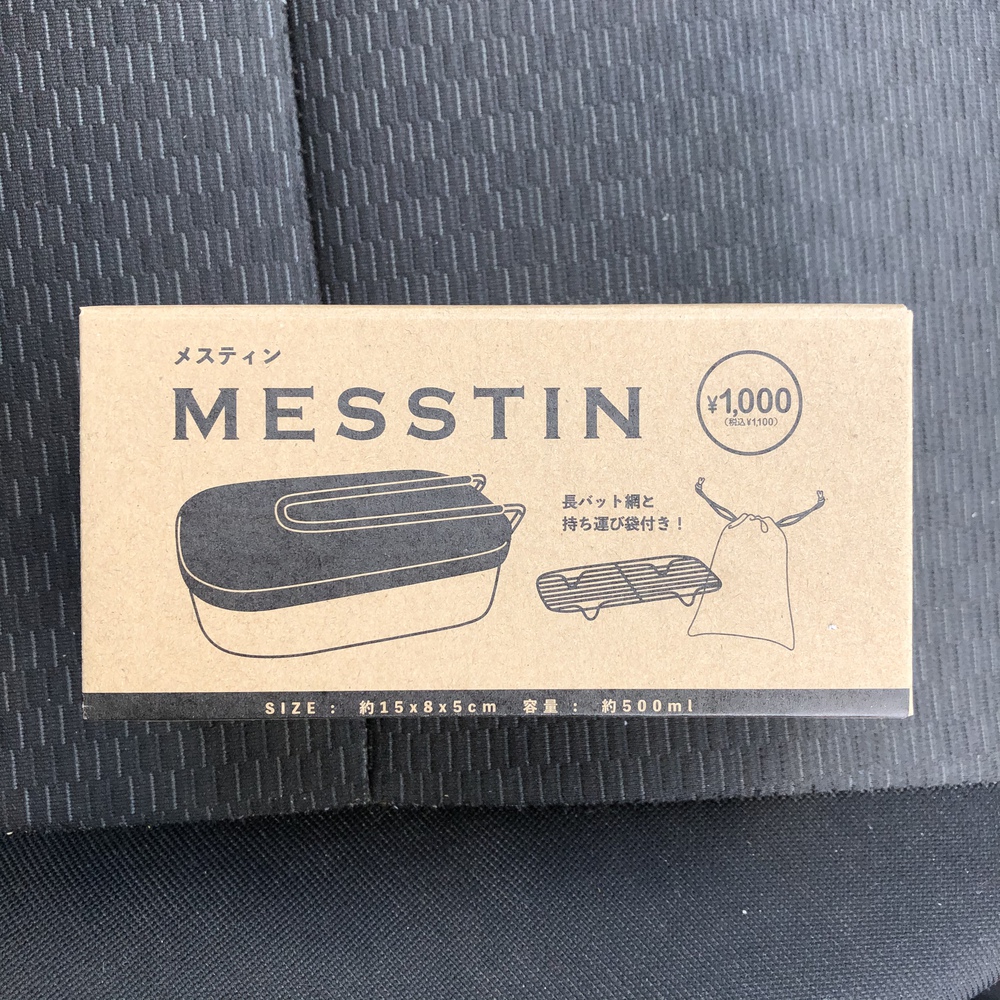 メスティン
MESSTIN
¥1,000
(税込¥1,100)
長バット網と
持ち運び袋付き！
SIZE： 約15x8x5cm 容量： 約500ml